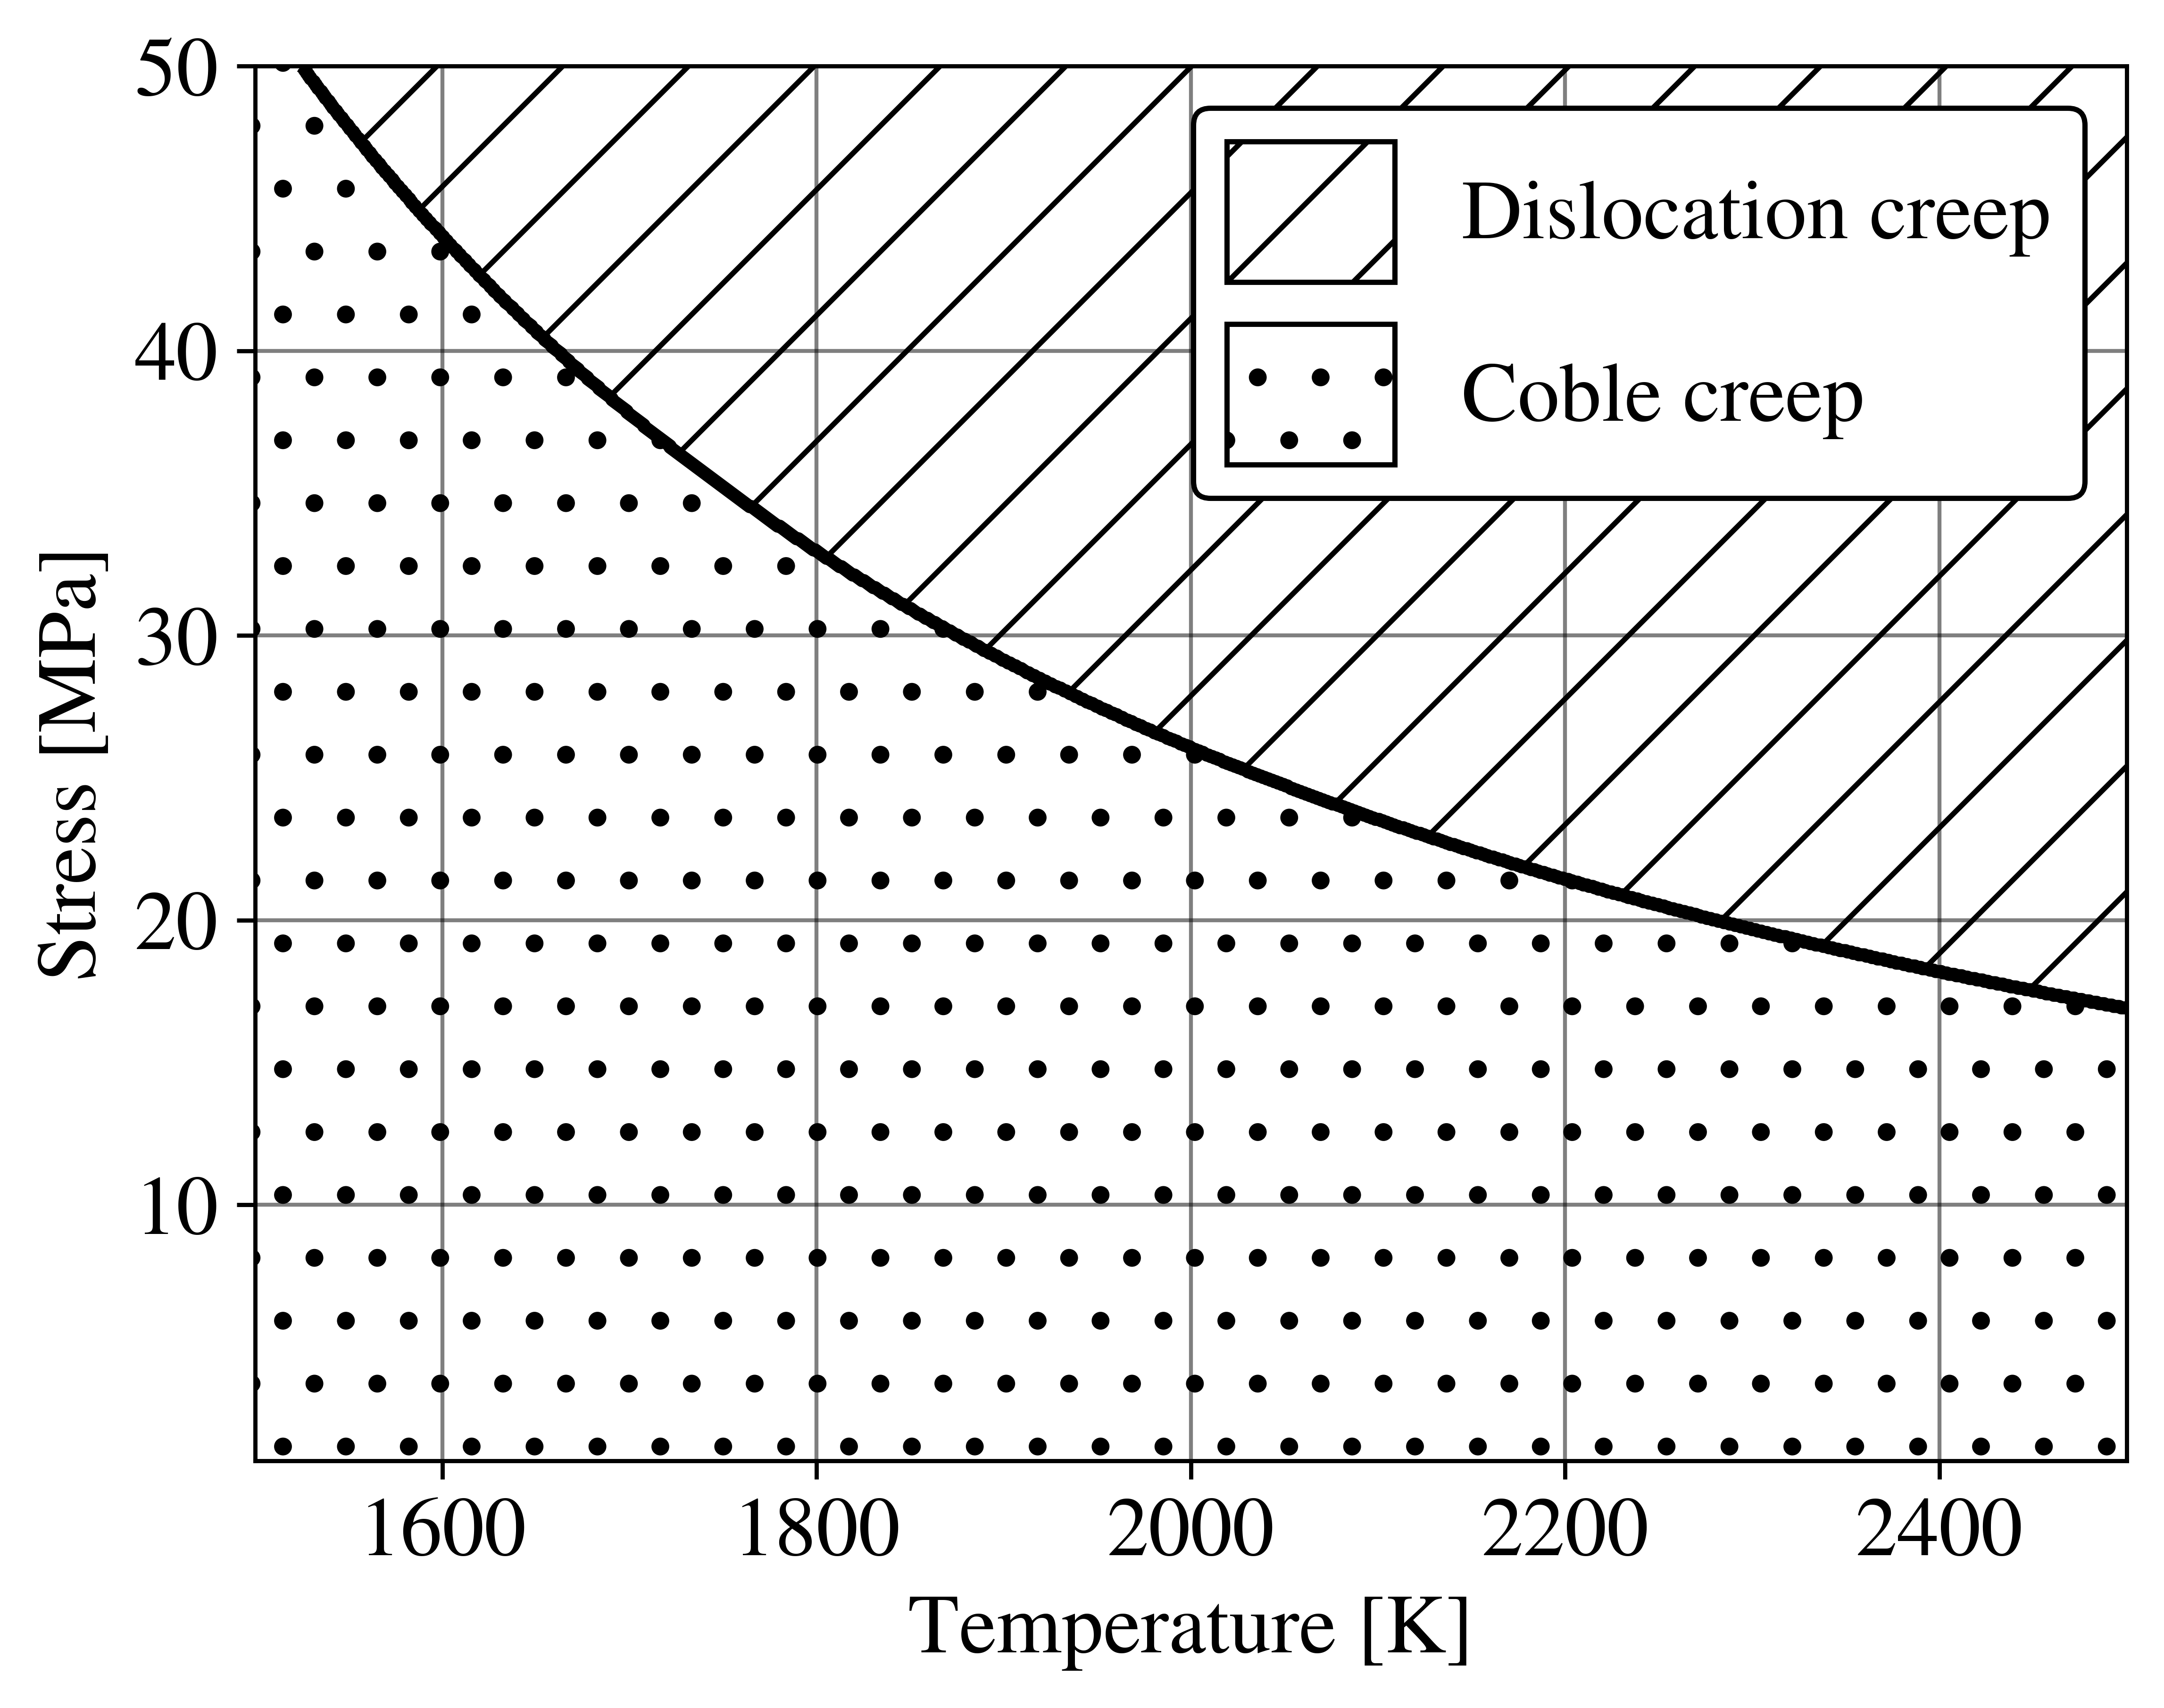 50
40
30
20
10
Stress [MPa]
Dislocation creep
Coble creep
1600 1800 2000 2200 2400
Temperature [K]